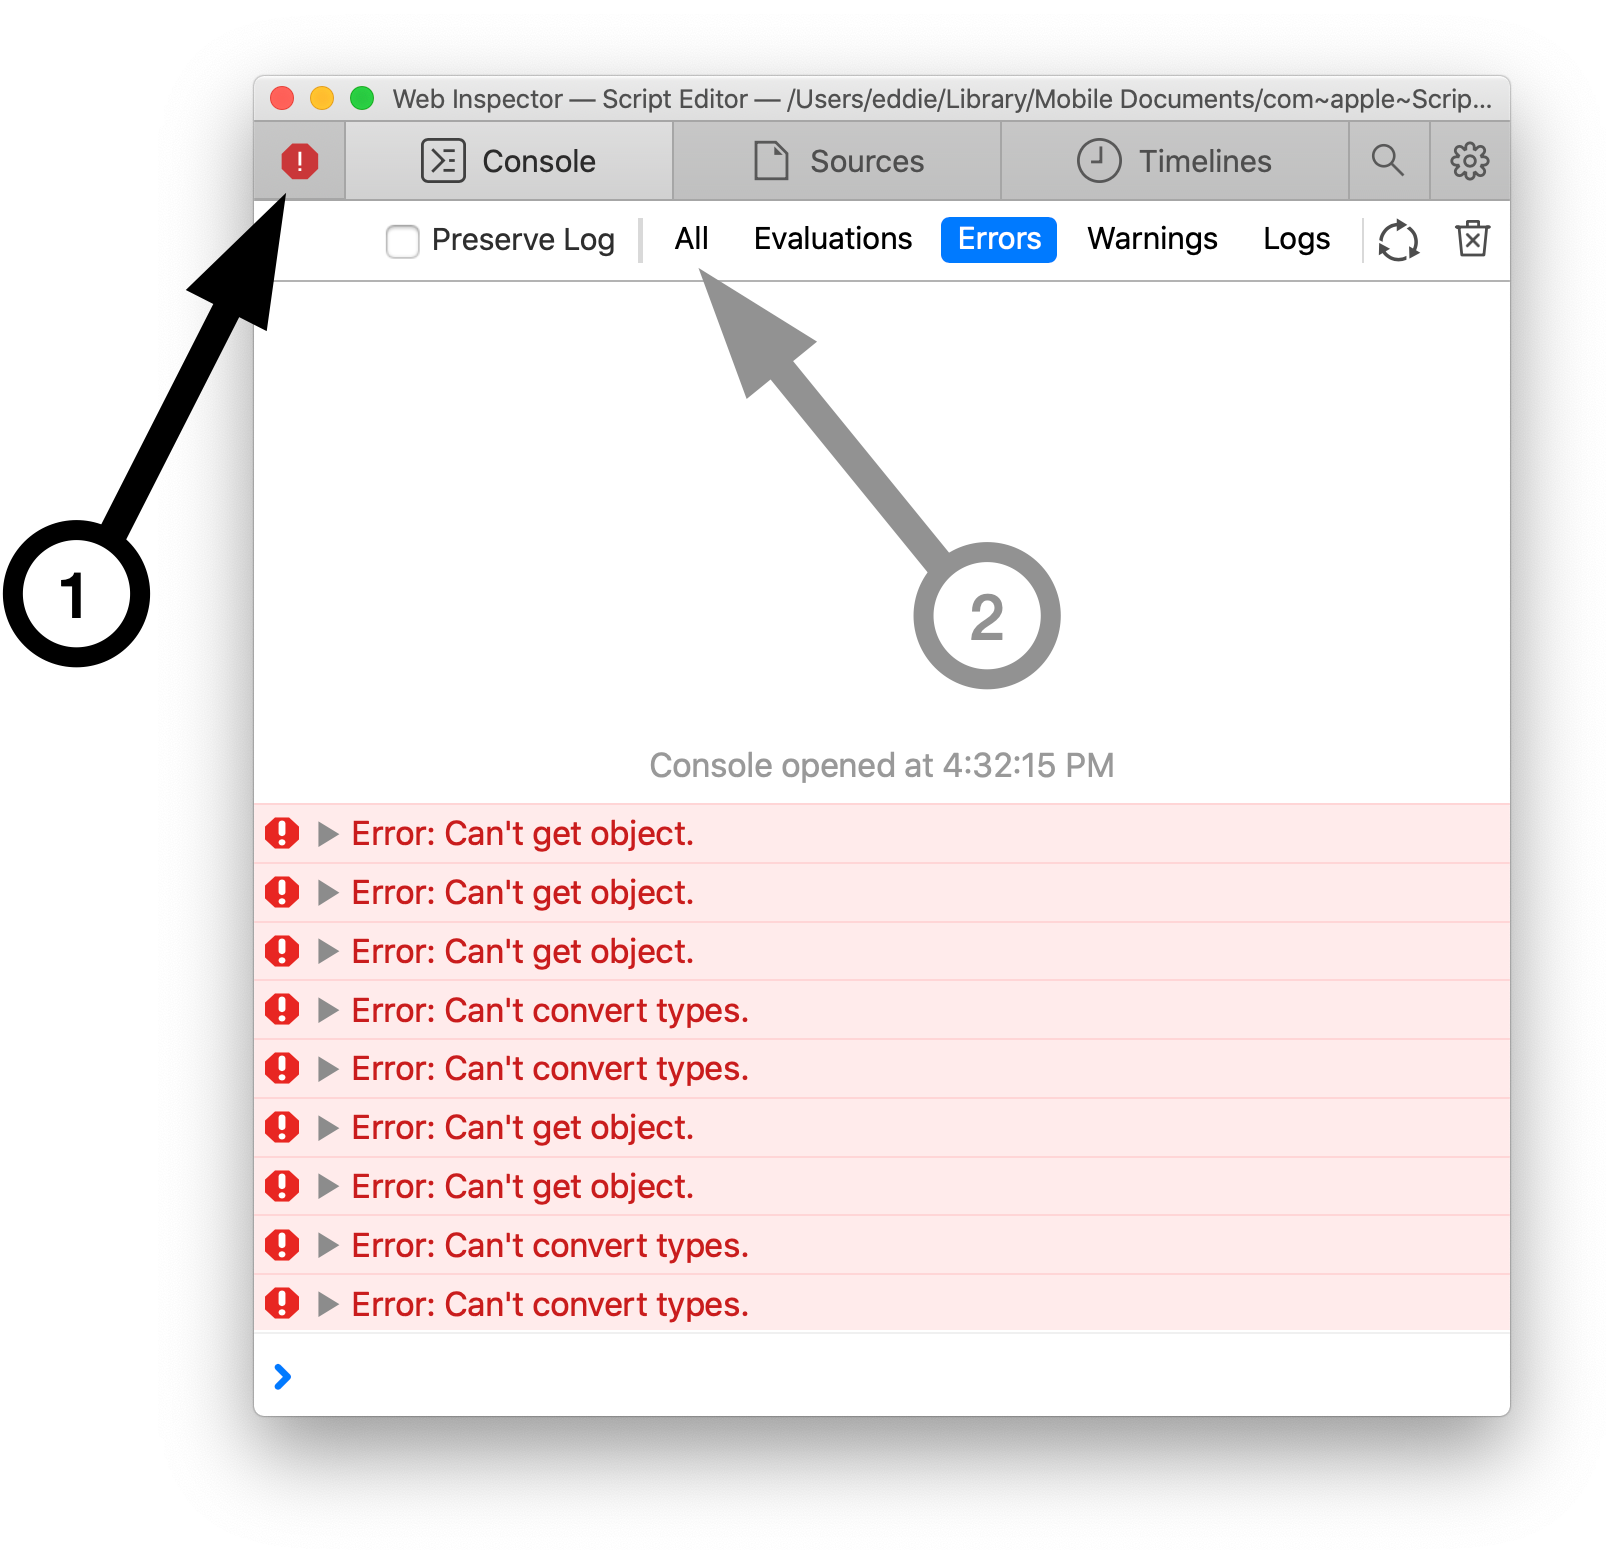 Web Inspector — Script Editor — /Users/eddie/Library/Mobile Documents/com~apple~Scrip...
Console Sources Timelines
Preserve Log All Evaluations Errors Warnings Logs
1
2
Console opened at 4:32:15 PM
Error: Can't get object.
Error: Can't get object.
Error: Can't get object.
Error: Can't convert types.
Error: Can't convert types.
Error: Can't get object.
Error: Can't get object.
Error: Can't convert types.
Error: Can't convert types.